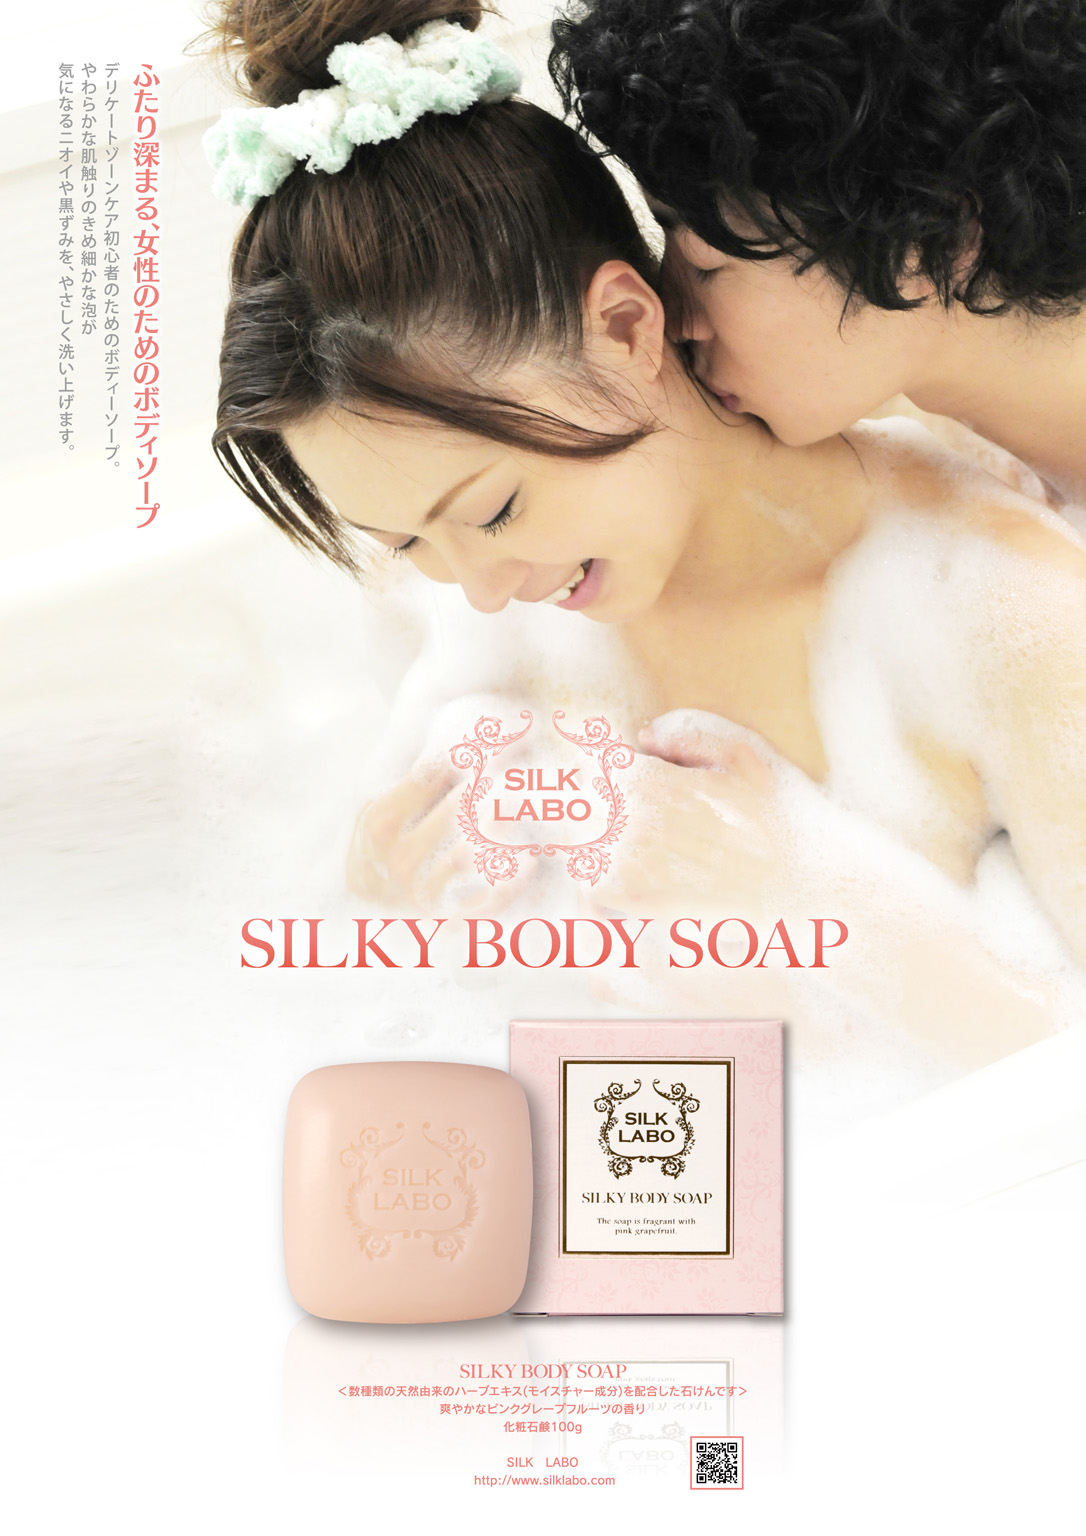 ふたり深まる、女性のためのボディソープ
デリケートゾーンケア初心者のためのボディーソープ。
やわらかな肌触りのきめ細かな泡が
気になるニオイや黒ずみを、やさしく洗い上げます。
SILK
LABO
SILKY BODY SOAP
SILK
LABO
SILK
LABO
SILKY BODY SOAP
The soap is fragrant with
pink grapefruit.
SILKY BODY SOAP
＜数種類の天然由来のハーブエキス(モイスチャー成分)を配合した石けんです＞
爽やかなピンクグレープフルーツの香り
化粧石鹸100g
SILK　LABO
http://www.silklabo.com